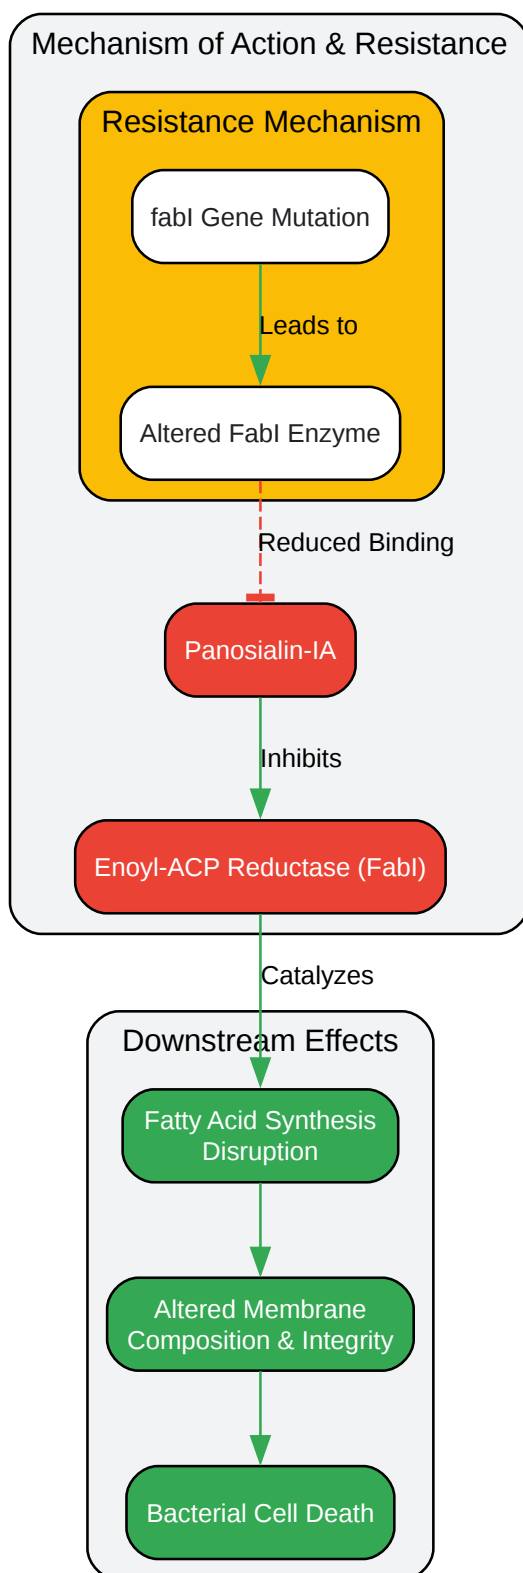 Mechanism of Action & Resistance
Resistance Mechanism
fabI Gene Mutation
Leads to
Altered FabI Enzyme
Reduced Binding
Panosialin-IA
Inhibits
Enoyl-ACP Reductase (FabI)
Catalyzes
Downstream Effects
Fatty Acid Synthesis
Disruption
Altered Membrane
Composition & Integrity
Bacterial Cell Death